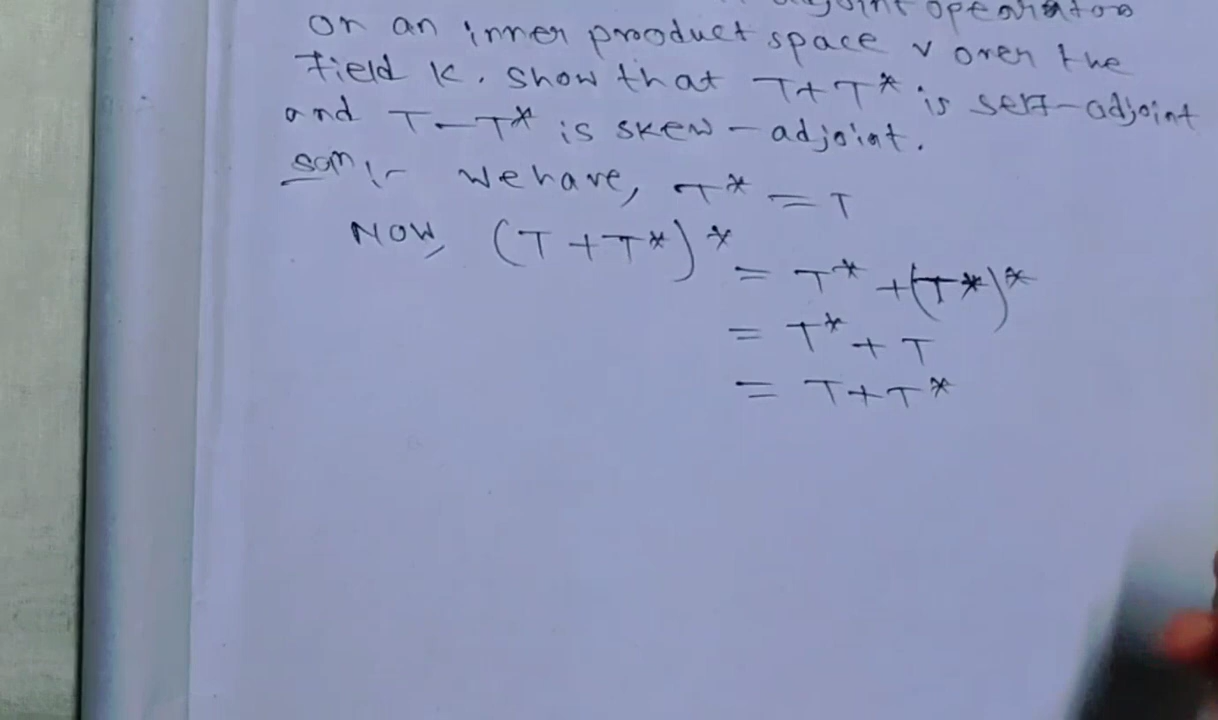 operators
on an inner product space V over the
field K. Show that T+T* is self-adjoint
and T-T* is skew-adjoint.
Soln:- We have, T* = T
Now, (T+T*)*
= T* + (T*)*
= T* + T
= T+T*